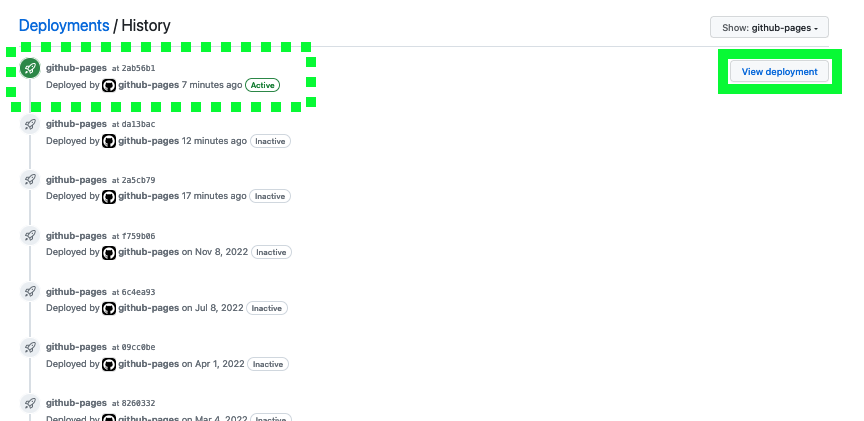 Deployments / History
Show: github-pages
github-pages at 2ab56b1
View deployment
Deployed by github-pages 7 minutes ago Active
github-pages at da13bac
Deployed by github-pages 12 minutes ago Inactive
github-pages at 2a5cb79
Deployed by github-pages 17 minutes ago Inactive
github-pages at f759b06
Deployed by github-pages on Nov 8, 2022 Inactive
github-pages at 6c4ea93
Deployed by github-pages on Jul 8, 2022 Inactive
github-pages at 09cc0be
Deployed by github-pages on Apr 1, 2022 Inactive
github-pages at 8260332
Deployed by github-pages on Mar 4, 2022 Inactive